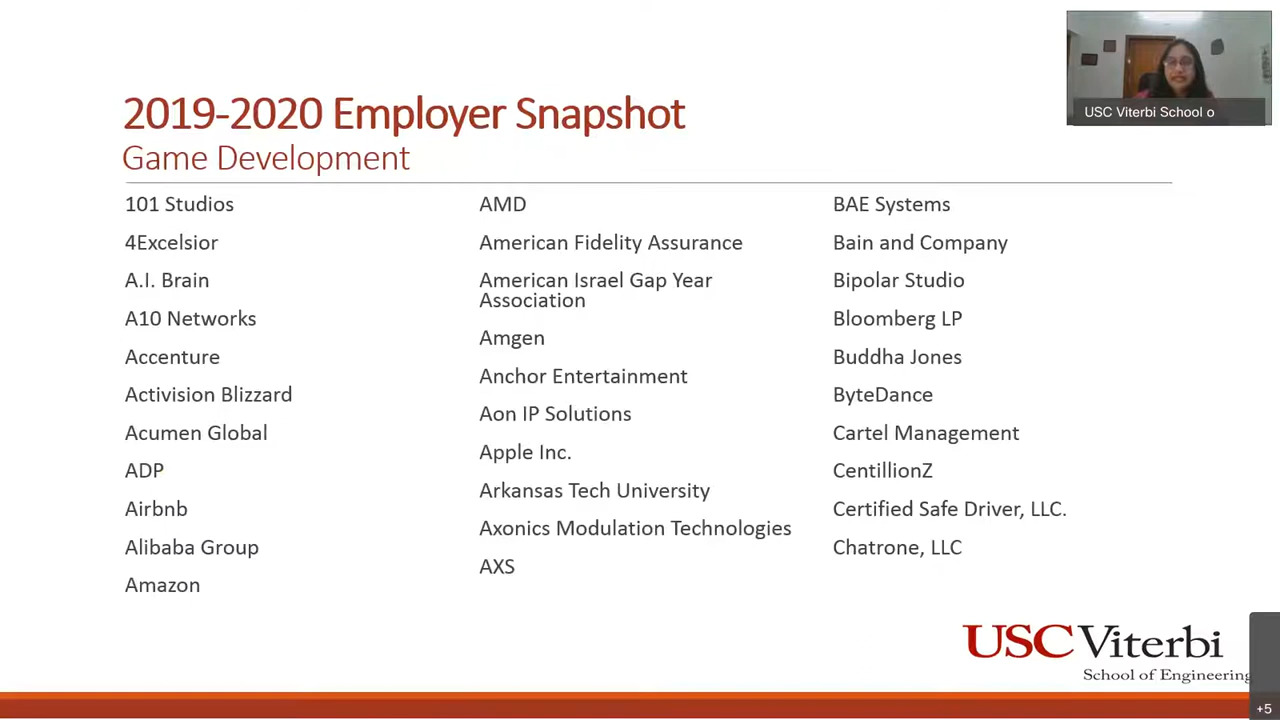 2019-2020 Employer Snapshot
Game Development
101 Studios
4Excelsior
A.I. Brain
A10 Networks
Accenture
Activision Blizzard
Acumen Global
ADP
Airbnb
Alibaba Group
Amazon
AMD
American Fidelity Assurance
American Israel Gap Year
Association
Amgen
Anchor Entertainment
Aon IP Solutions
Apple Inc.
Arkansas Tech University
Axonics Modulation Technologies
AXS
BAE Systems
Bain and Company
Bipolar Studio
Bloomberg LP
Buddha Jones
ByteDance
Cartel Management
CentillionZ
Certified Safe Driver, LLC.
Chatrone, LLC
USC Viterbi School o
USC Viterbi
School of Engineering
+5